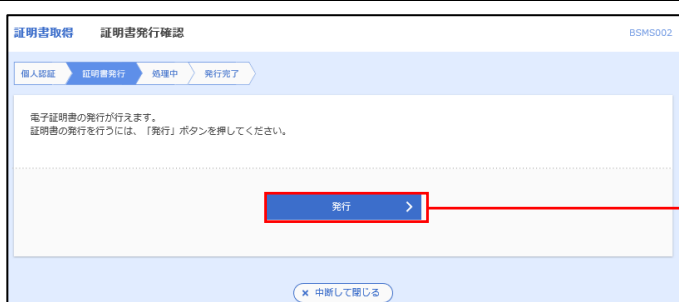 証明書取得 証明書発行確認 BSMS002
個人認証 証明書発行 処理中 発行完了
電子証明書の発行が行えます。
証明書の発行を行うには、「発行」ボタンを押してください。
発行
× 中断して閉じる